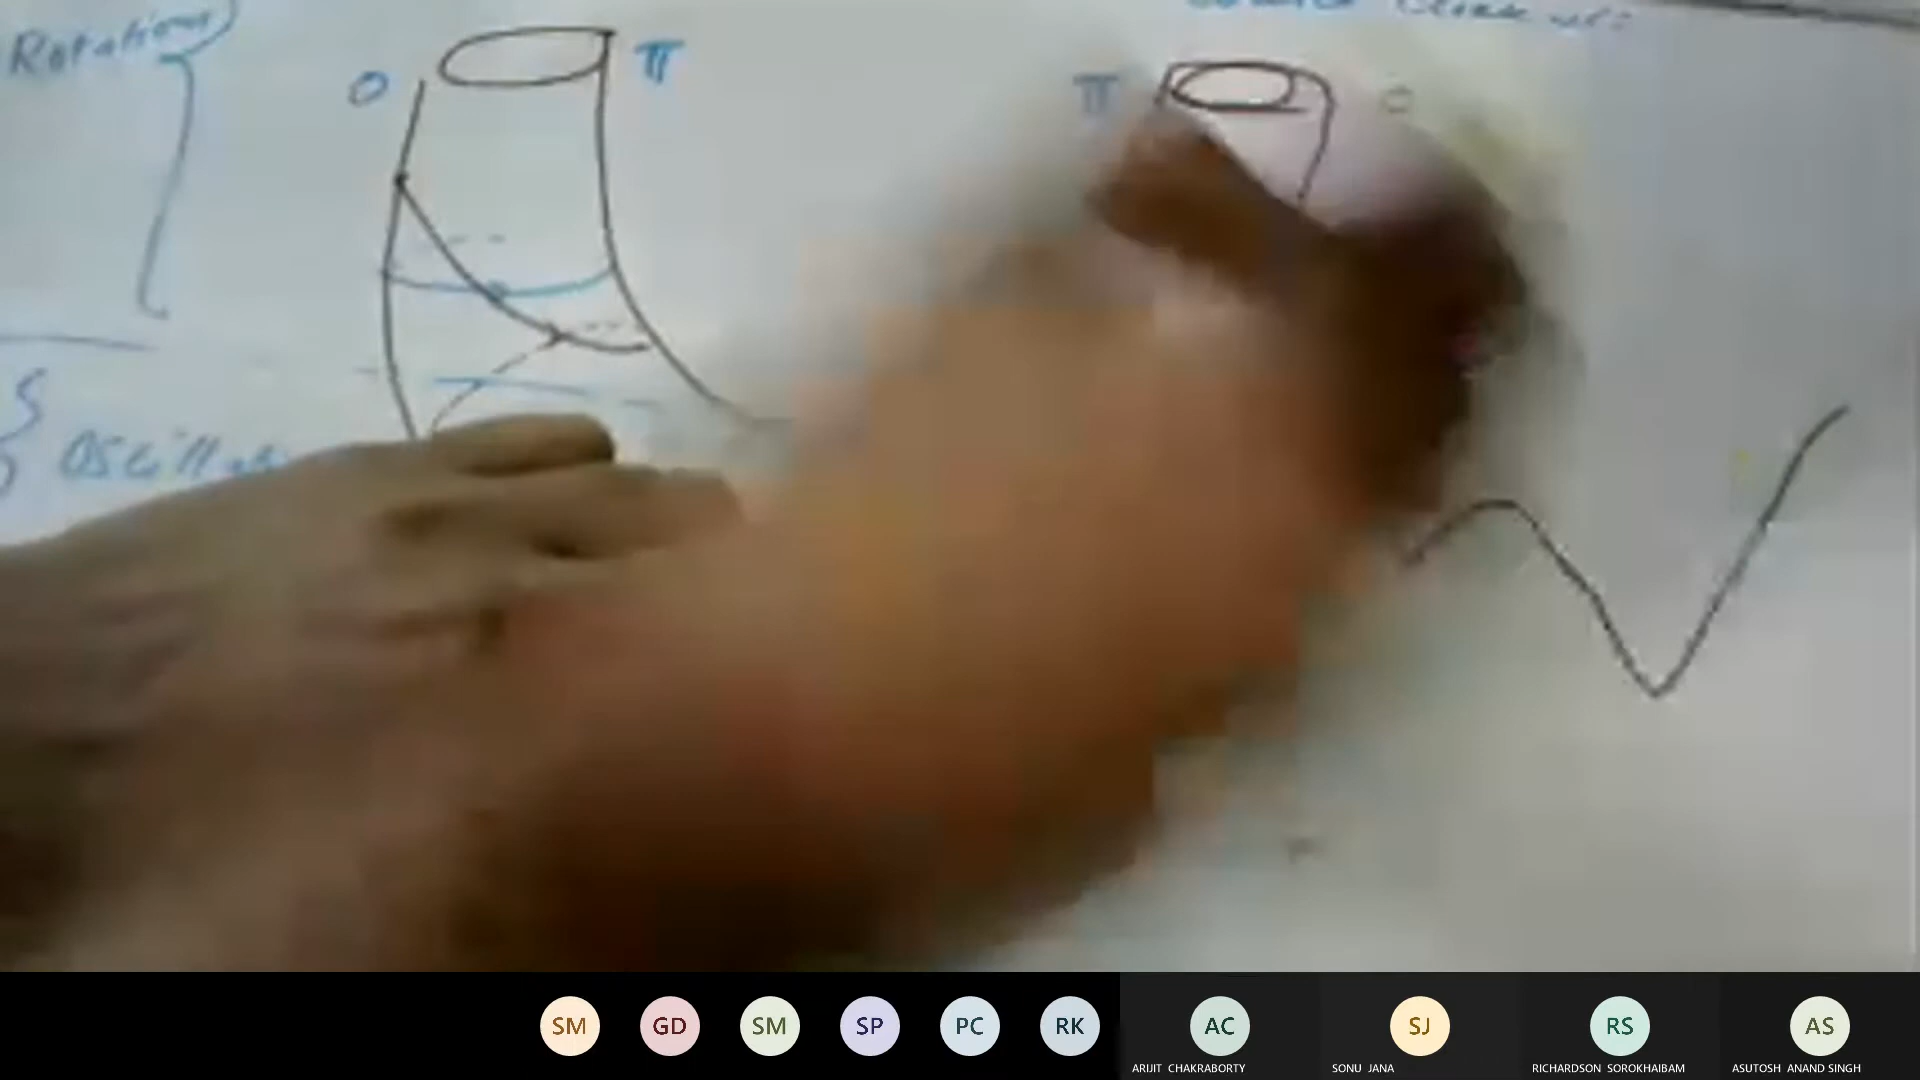 Rotations
0 π
π 0
Oscillat
SM GD SM SP PC RK AC SJ RS AS
ARIJIT CHAKRABORTY SONU JANA RICHARDSON SOROKHAIBAM ASUTOSH ANAND SINGH